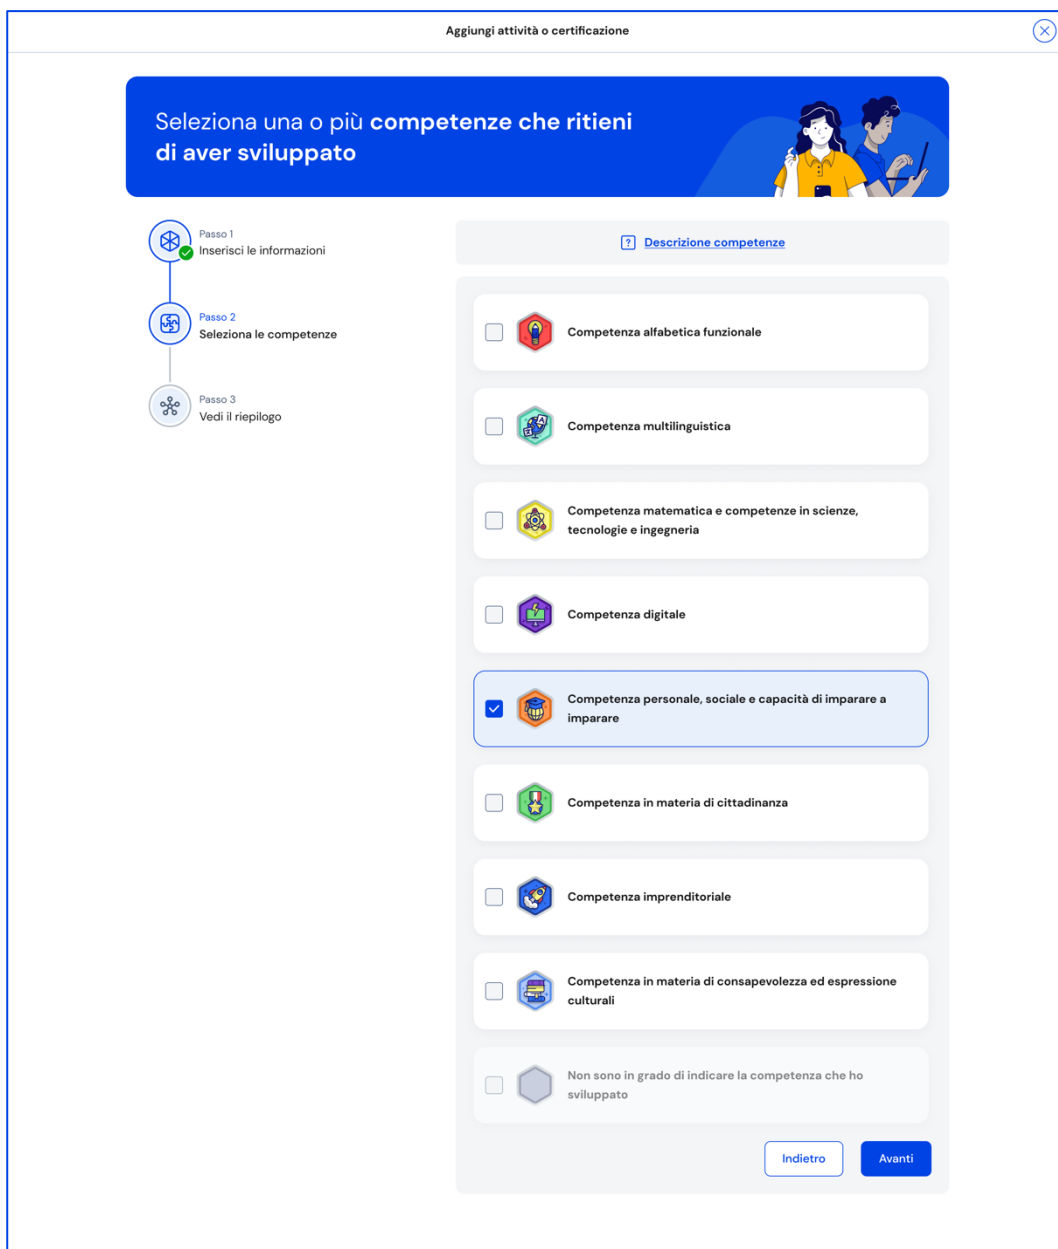 Aggiungi attività o certificazione
Seleziona una o più competenze che ritieni
di aver sviluppato
Passo 1
Inserisci le informazioni
Passo 2
Seleziona le competenze
Passo 3
Vedi il riepilogo
Descrizione competenze
Competenza alfabetica funzionale
Competenza multilinguistica
Competenza matematica e competenze in scienze,
tecnologie e ingegneria
Competenza digitale
Competenza personale, sociale e capacità di imparare a
imparare
Competenza in materia di cittadinanza
Competenza imprenditoriale
Competenza in materia di consapevolezza ed espressione
culturali
Non sono in grado di indicare la competenza che ho
sviluppato
Indietro
Avanti